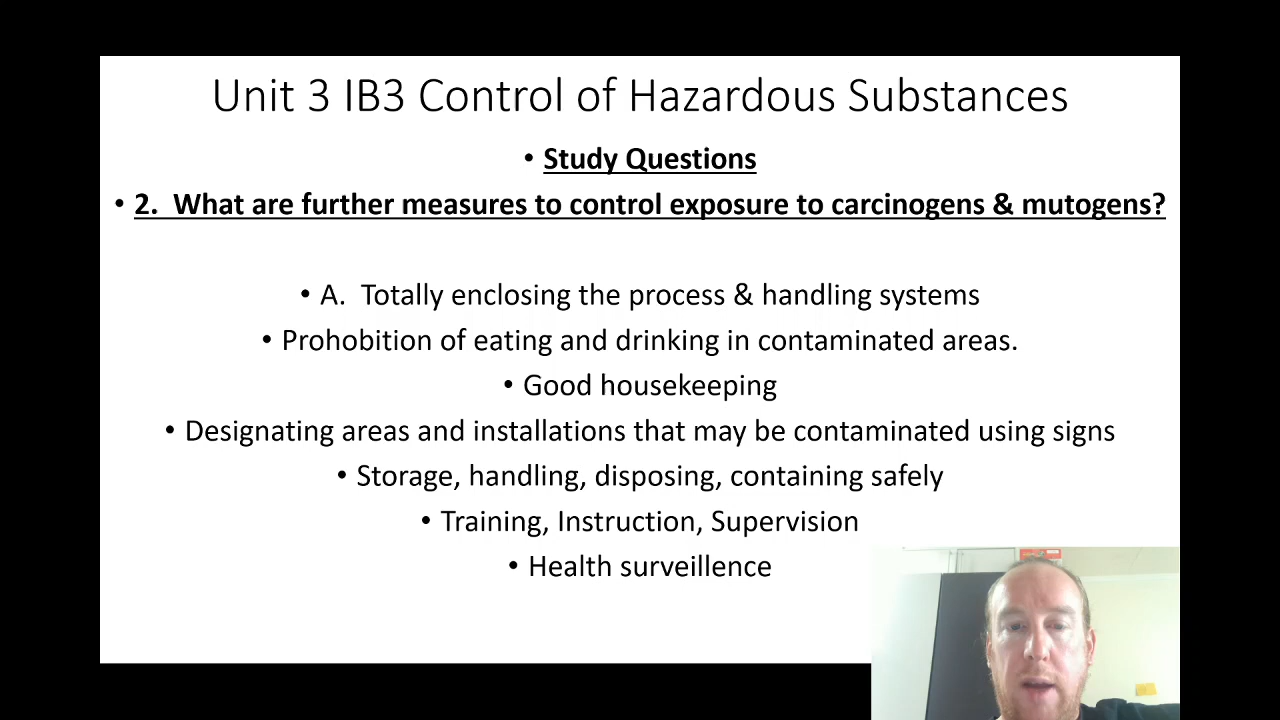 Unit 3 IB3 Control of Hazardous Substances
• Study Questions
• 2.  What are further measures to control exposure to carcinogens & mutogens?
• A.  Totally enclosing the process & handling systems
• Prohobition of eating and drinking in contaminated areas.
• Good housekeeping
• Designating areas and installations that may be contaminated using signs
• Storage, handling, disposing, containing safely
• Training, Instruction, Supervision
• Health surveillence